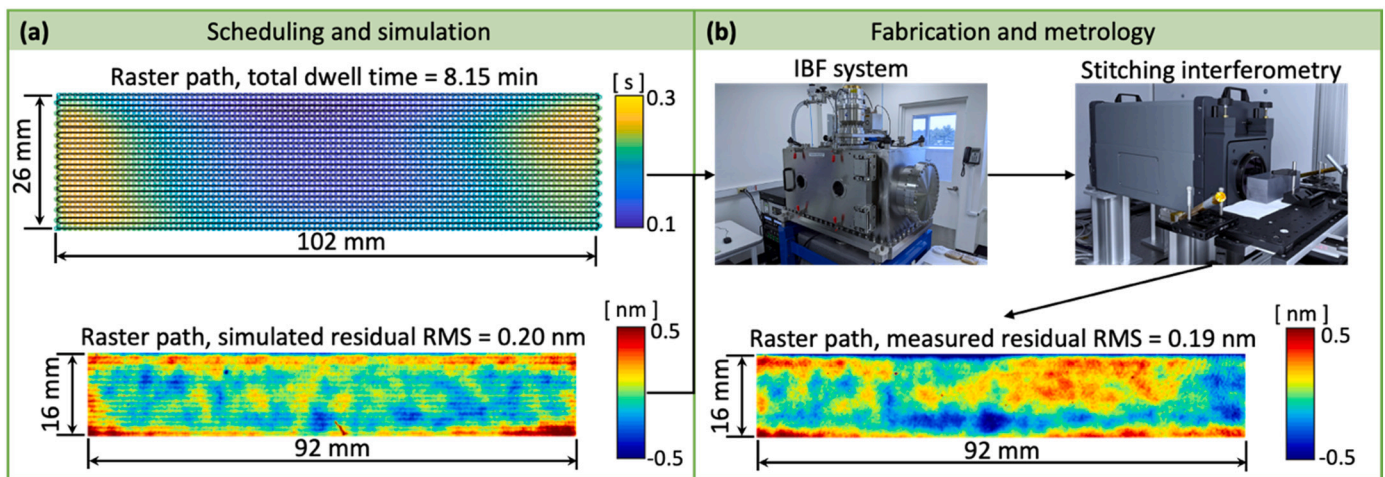 (a) Scheduling and simulation
Raster path, total dwell time = 8.15 min
[ s ]
0.3
0.1
26 mm
102 mm
[ nm ]
Raster path, simulated residual RMS = 0.20 nm
0.5
-0.5
16 mm
92 mm
(b) Fabrication and metrology
IBF system
Stitching interferometry
[ nm ]
Raster path, measured residual RMS = 0.19 nm
0.5
-0.5
16 mm
92 mm